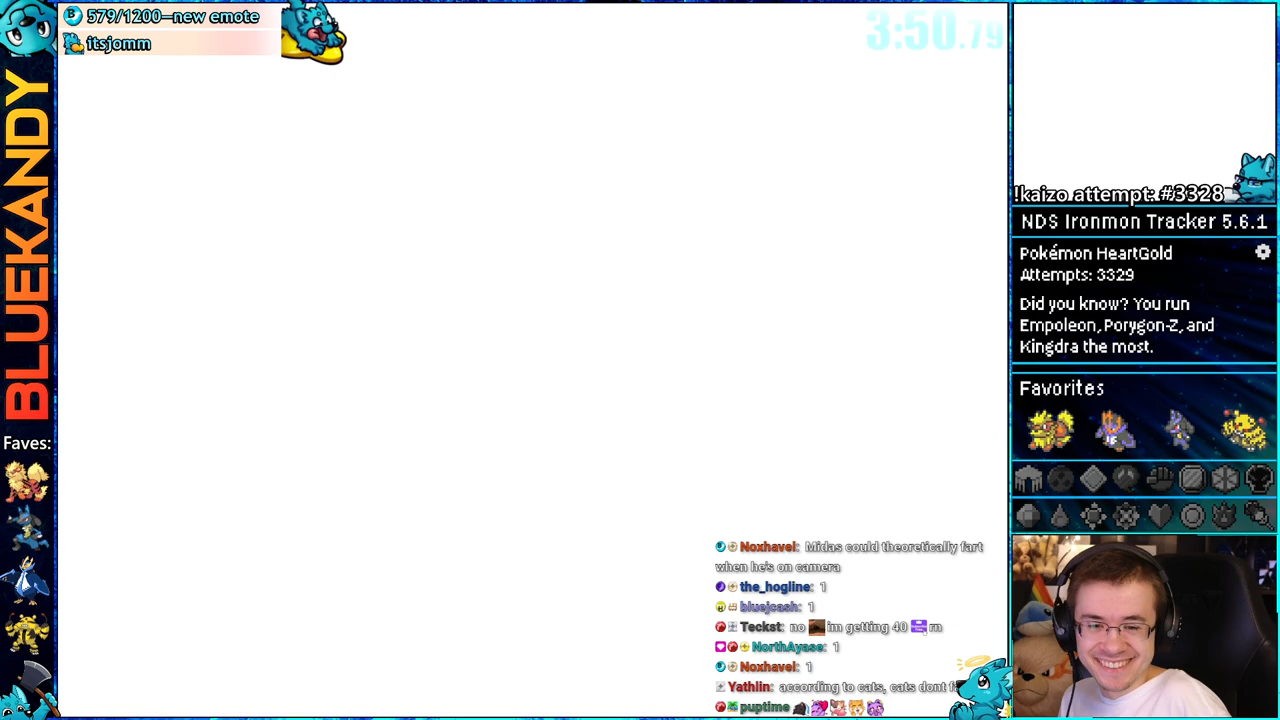 579/1200—new emote
itsjomm
3:50.79
BLUEKANDY
Faves:
!kaizo attempt: #3328
NDS Ironmon Tracker 5.6.1
Pokémon HeartGold
Attempts: 3329
Did you know? You run
Empoleon, Porygon-Z, and
Kingdra the most.
Favorites
Noxhavel: Midas could theoretically fart
when he's on camera
the_hogline: 1
bluejcash: 1
Teckst: no im getting 40 rn
NorthAyase: 1
Noxhavel: 1
Yathlin: according to cats, cats dont
puptime